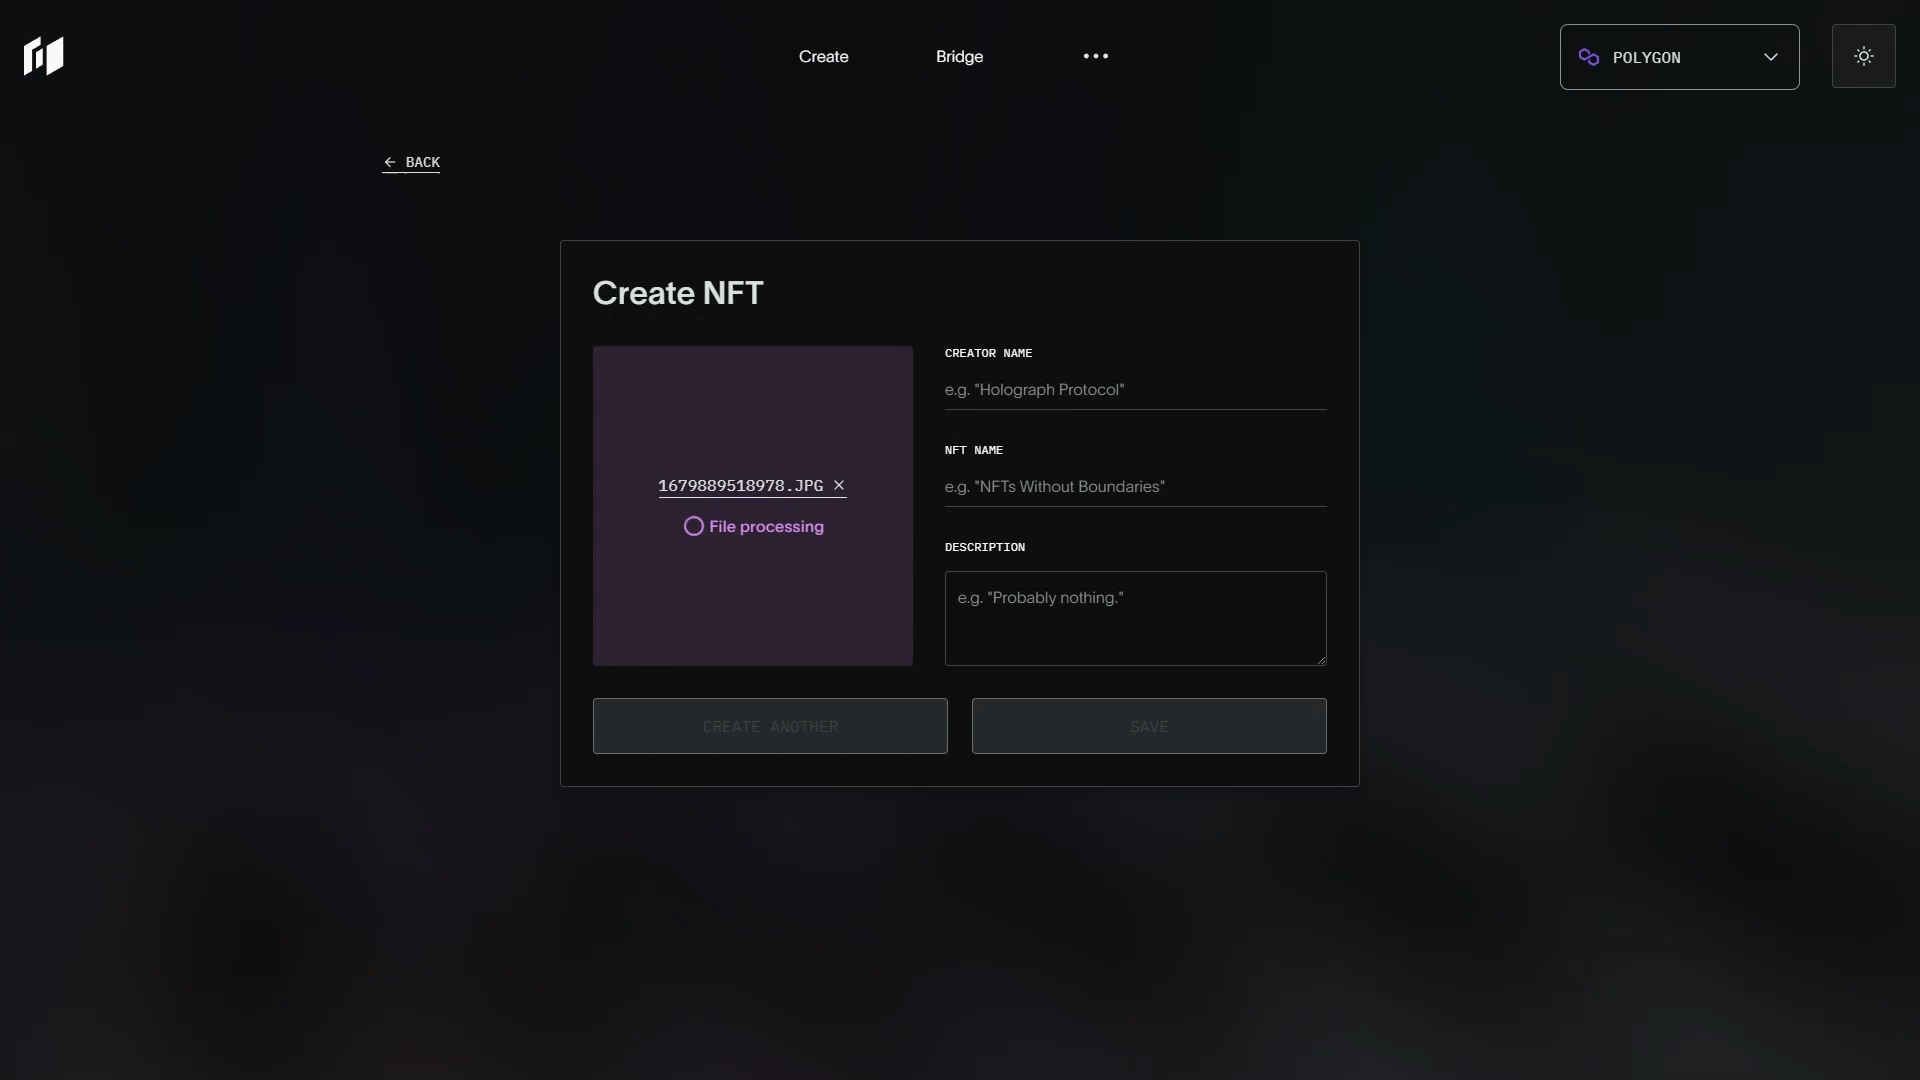 Create
Bridge
POLYGON
← BACK
Create NFT
1679889518978.JPG ×
File processing
CREATOR NAME
e.g. "Holograph Protocol"
NFT NAME
e.g. "NFTs Without Boundaries"
DESCRIPTION
e.g. "Probably nothing."
CREATE ANOTHER
SAVE